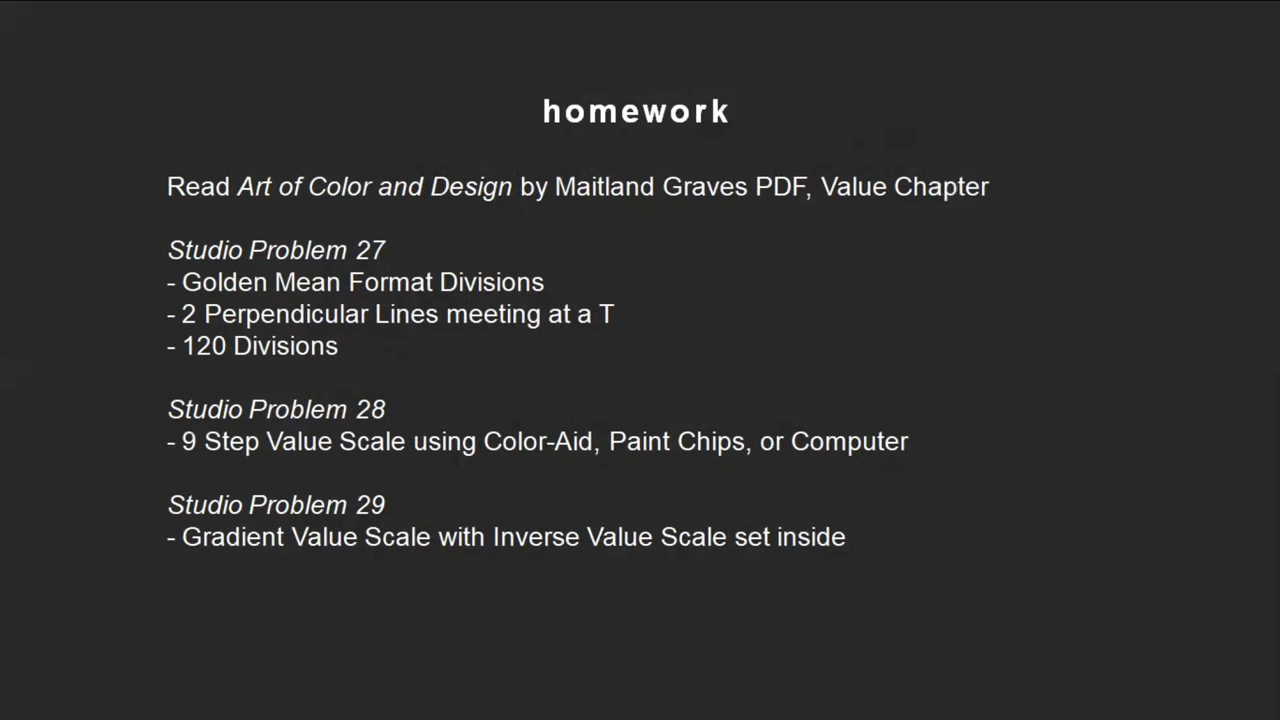 homework
Read Art of Color and Design by Maitland Graves PDF, Value Chapter
Studio Problem 27
- Golden Mean Format Divisions
- 2 Perpendicular Lines meeting at a T
- 120 Divisions
Studio Problem 28
- 9 Step Value Scale using Color-Aid, Paint Chips, or Computer
Studio Problem 29
- Gradient Value Scale with Inverse Value Scale set inside